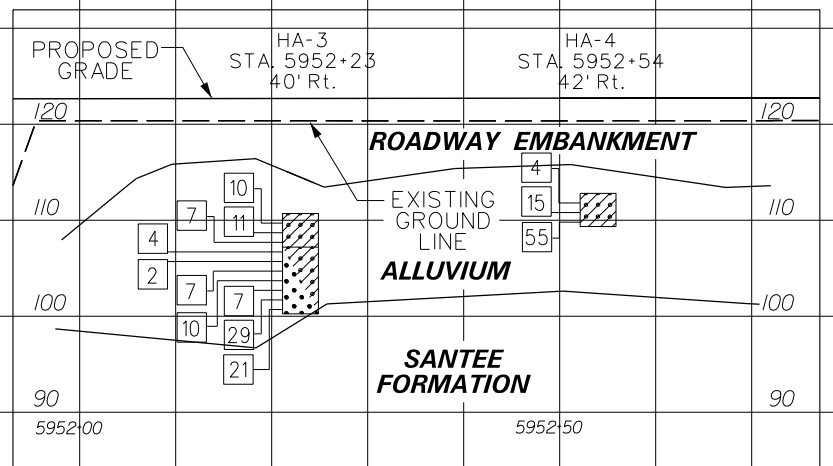 PROPOSED
GRADE
HA-3
STA. 5952+23
40' Rt.
HA-4
STA. 5952+54
42' Rt.
120
120
ROADWAY EMBANKMENT
10
4
7
11
15
110
EXISTING
GROUND
LINE
110
4
55
2
ALLUVIUM
7
7
100
100
10
29
21
SANTEE
FORMATION
90
90
5952+00
5952+50